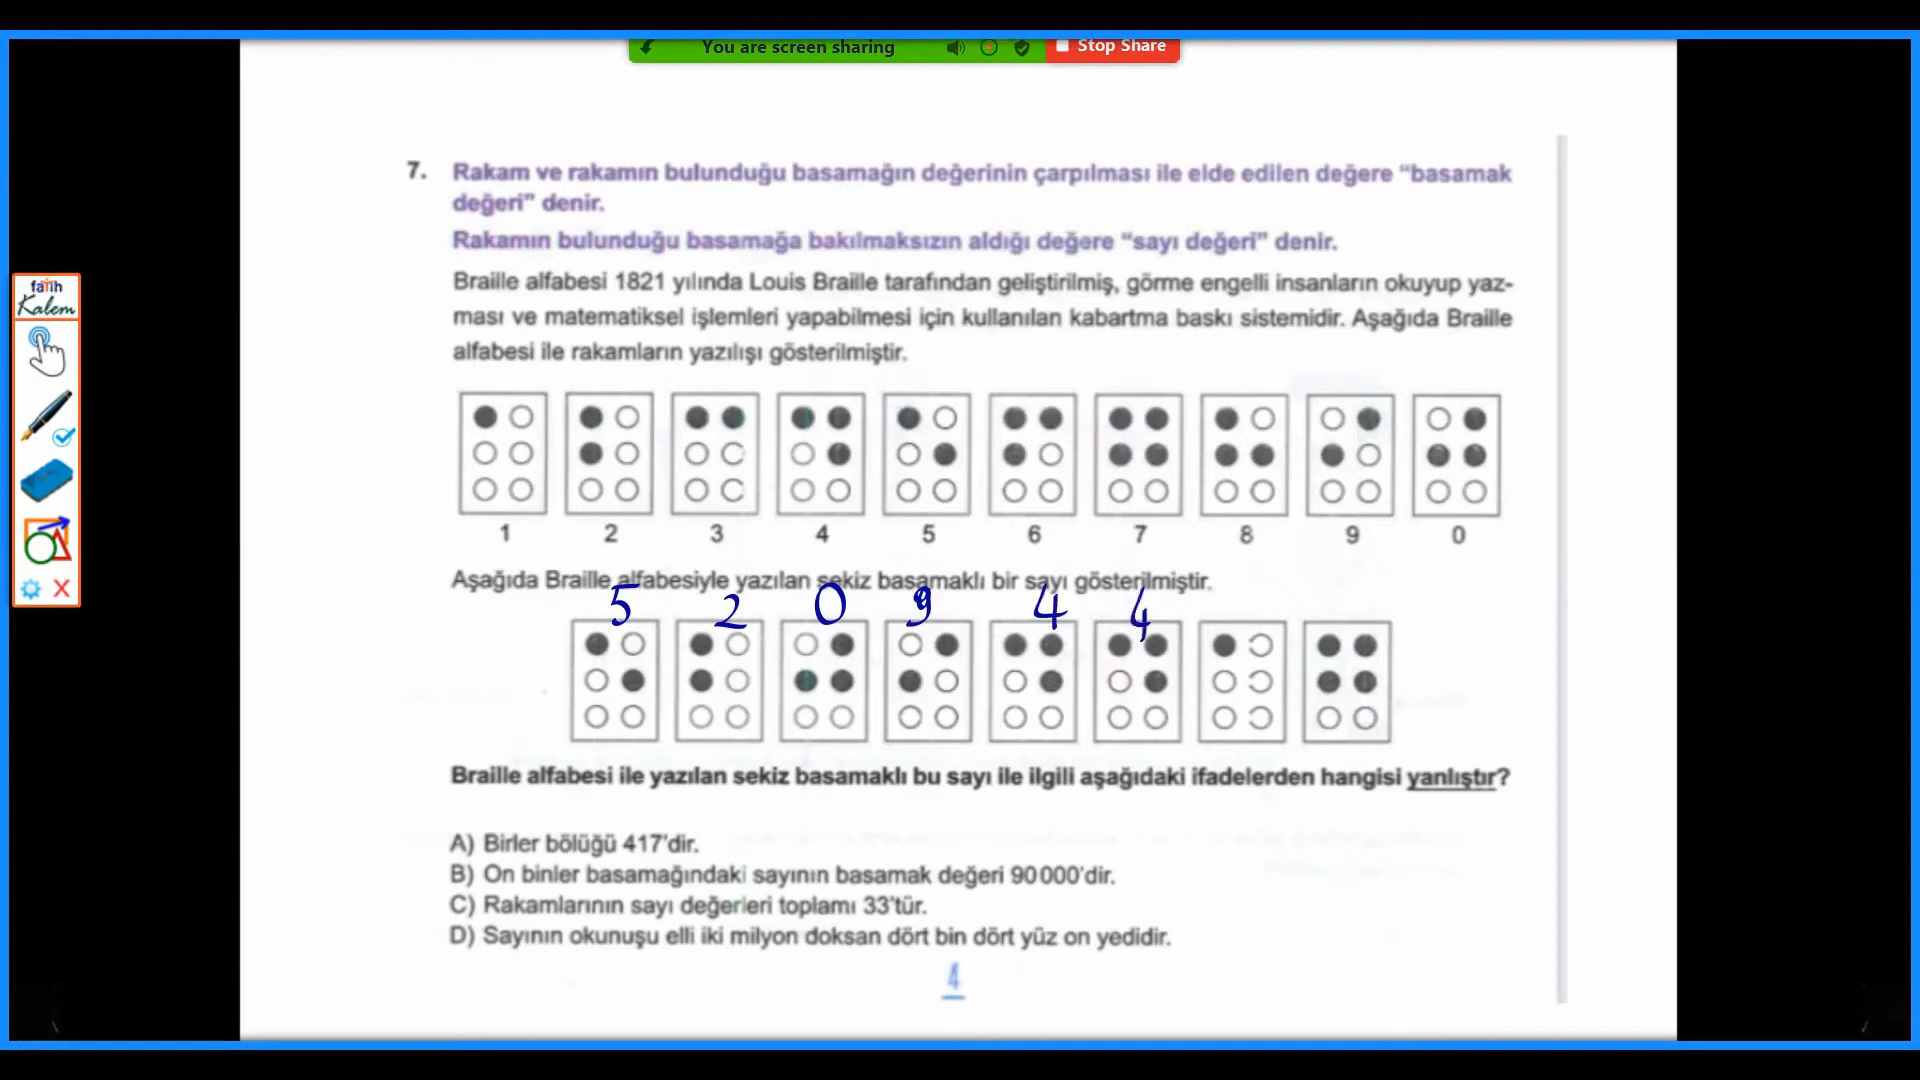 You are screen sharing
Stop Share
7. Rakam ve rakamın bulunduğu basamağın değerinin çarpılması ile elde edilen değere “basamak
değeri” denir.
Rakamın bulunduğu basamağa bakılmaksızın aldığı değere “sayı değeri” denir.
Braille alfabesi 1821 yılında Louis Braille tarafından geliştirilmiş, görme engelli insanların okuyup yaz-
ması ve matematiksel işlemleri yapabilmesi için kullanılan kabartma baskı sistemidir. Aşağıda Braille
alfabesi ile rakamların yazılışı gösterilmiştir.
fatih
Kalem
1 2 3 4 5 6 7 8 9 0
Aşağıda Braille alfabesiyle yazılan sekiz basamaklı bir sayı gösterilmiştir.
5 2 0 9 4 4
Braille alfabesi ile yazılan sekiz basamaklı bu sayı ile ilgili aşağıdaki ifadelerden hangisi yanlıştır?
A) Birler bölüğü 417’dir.
B) On binler basamağındaki sayının basamak değeri 90 000’dir.
C) Rakamlarının sayı değerleri toplamı 33’tür.
D) Sayının okunuşu elli iki milyon doksan dört bin dört yüz on yedidir.
4